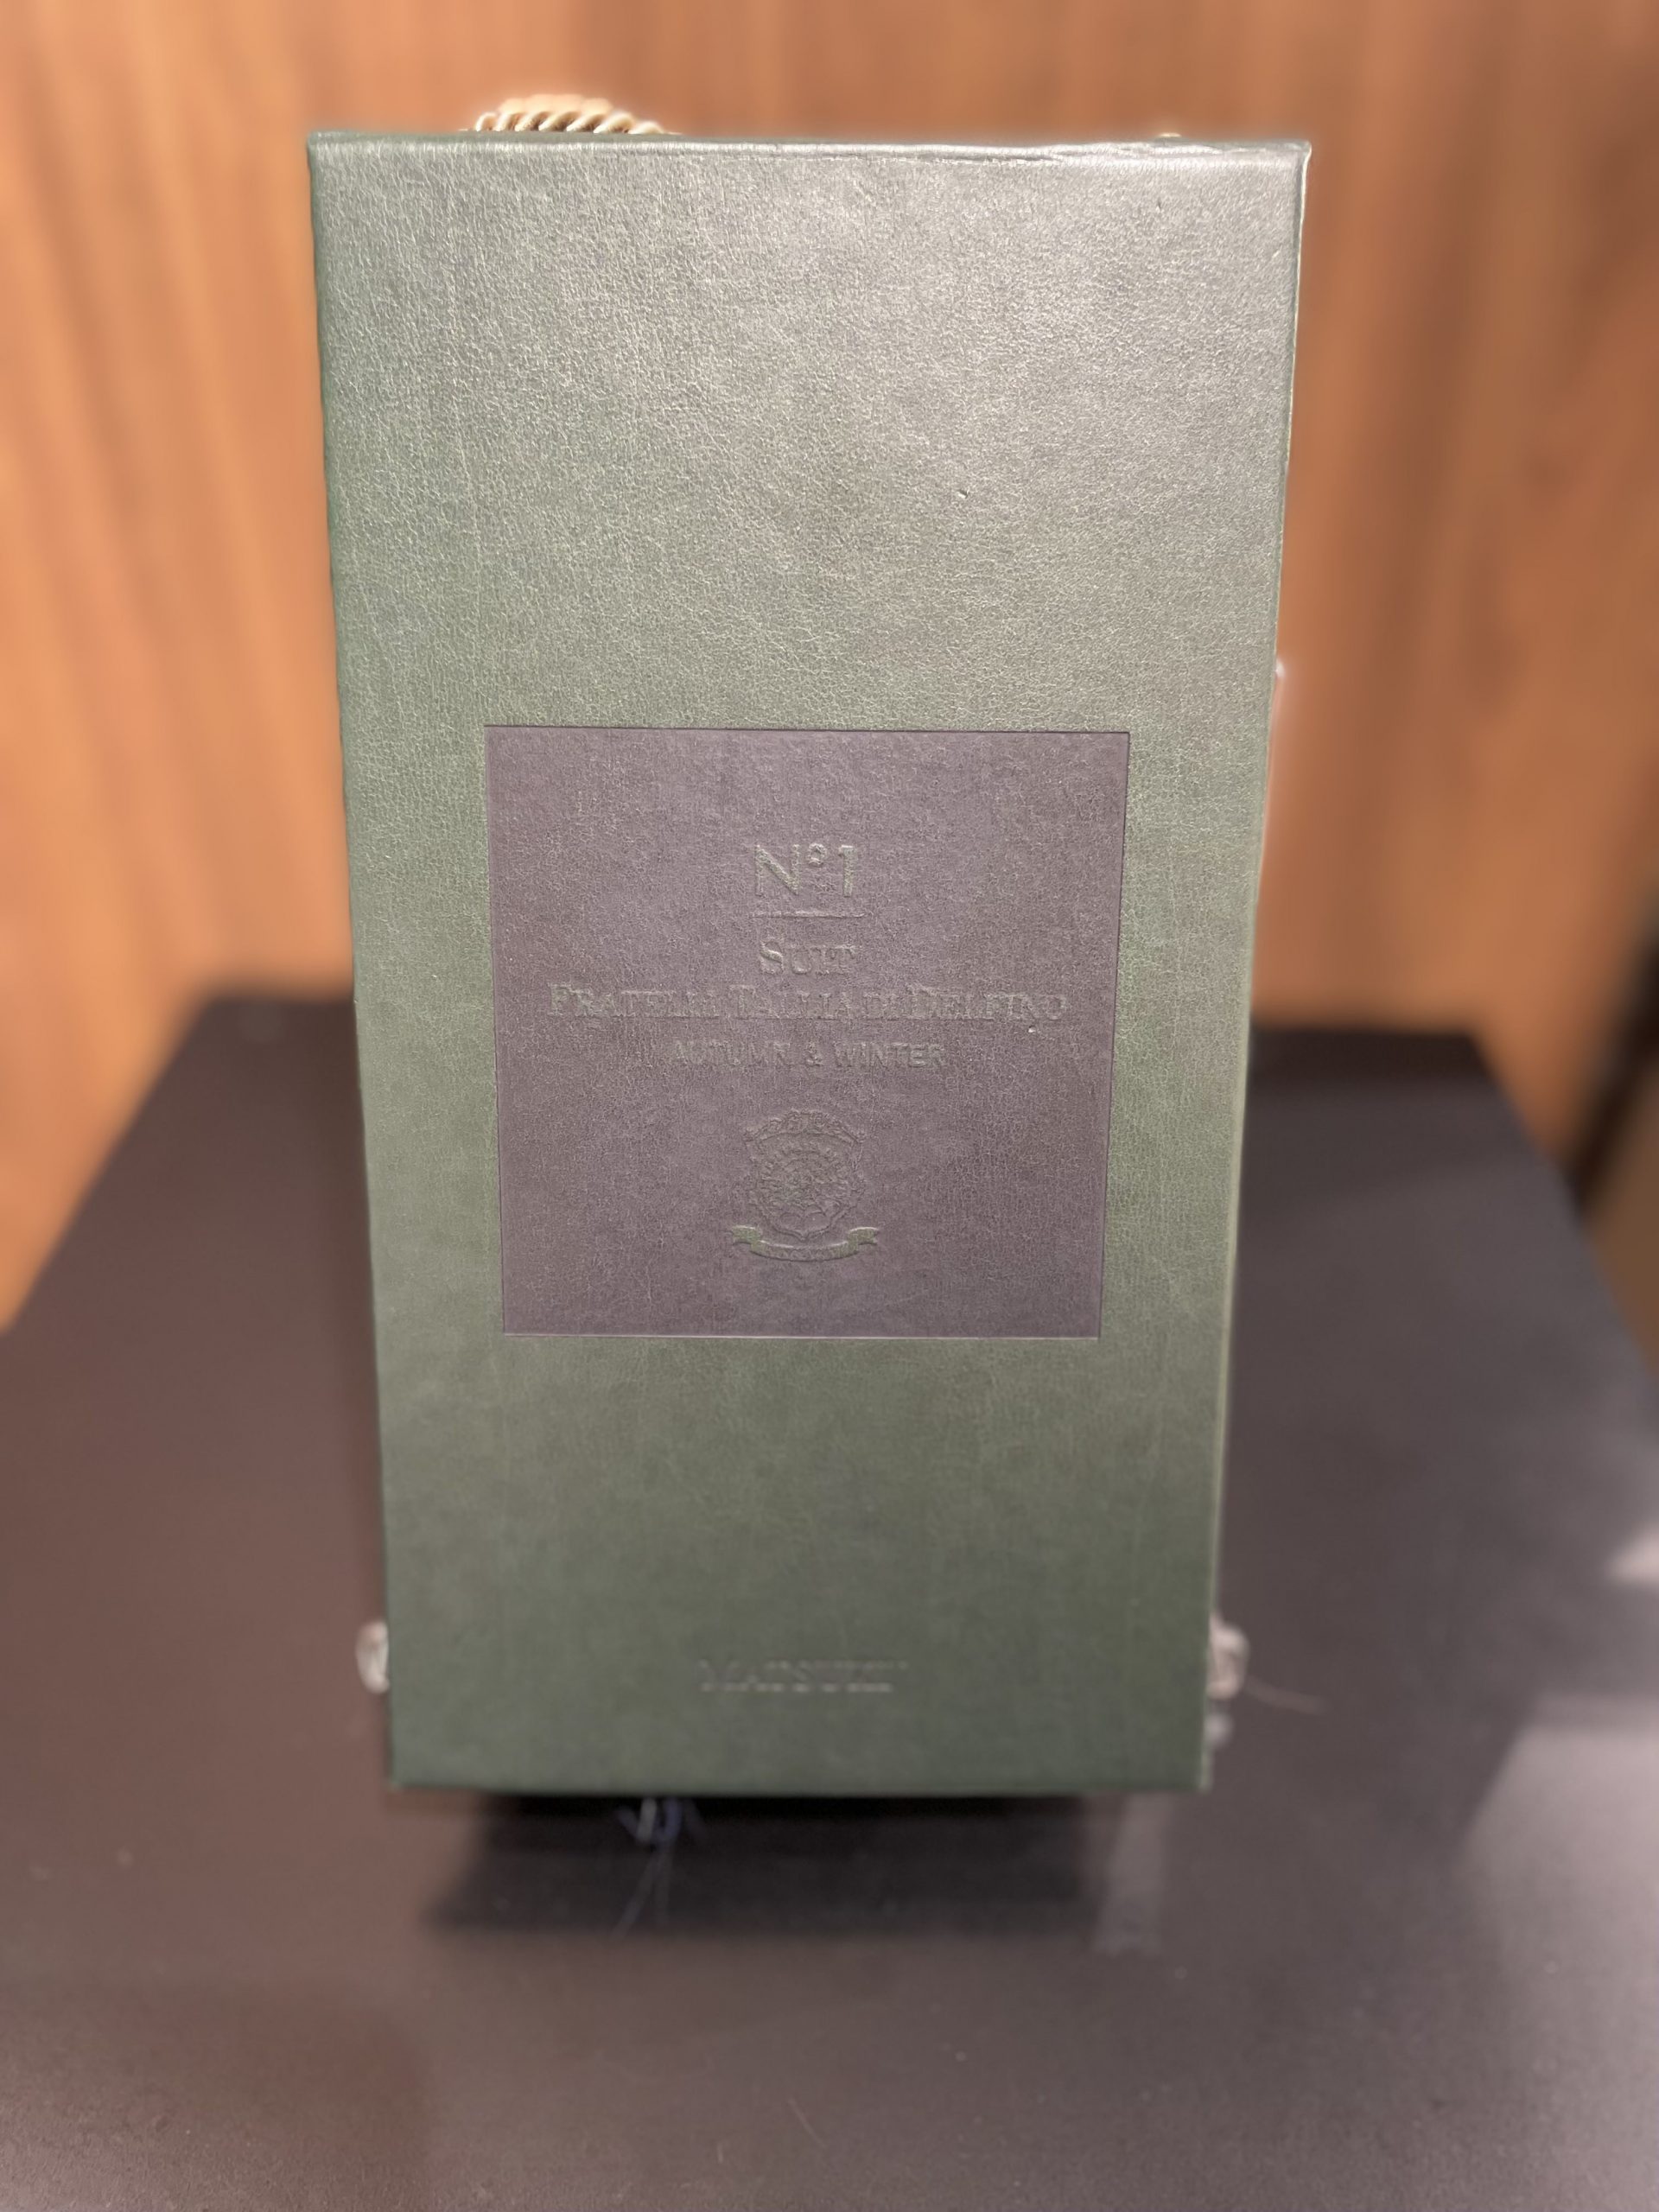 N°1
SUIT
FRATELLI TALLIA DI DELFINO
AUTUMN & WINTER